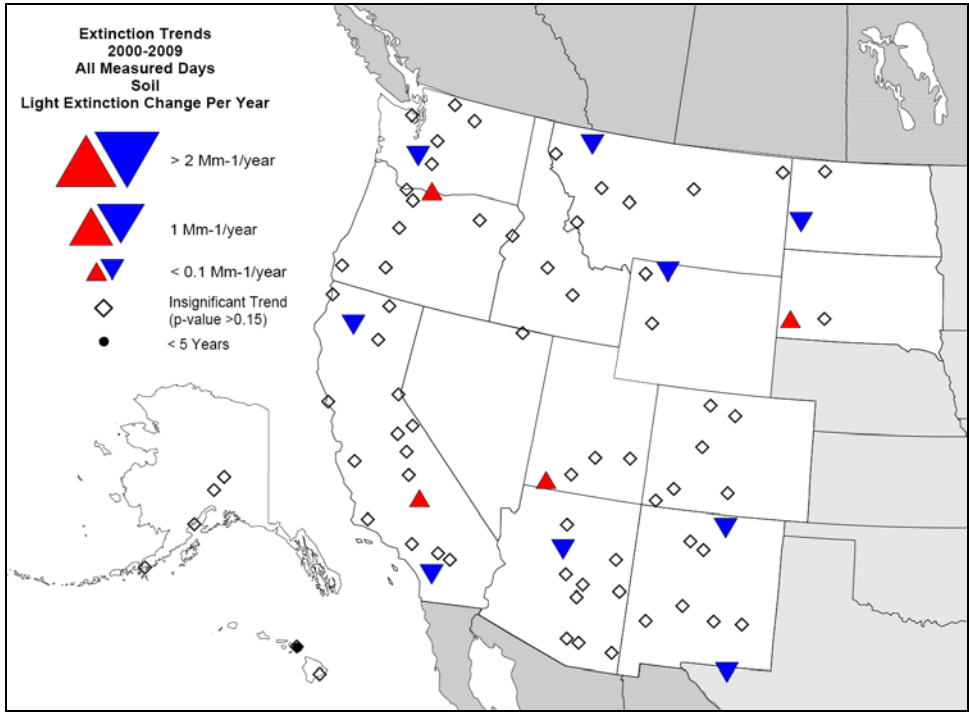 Extinction Trends
2000-2009
All Measured Days
Soil
Light Extinction Change Per Year
> 2 Mm-1/year
1 Mm-1/year
< 0.1 Mm-1/year
Insignificant Trend
(p-value >0.15)
< 5 Years